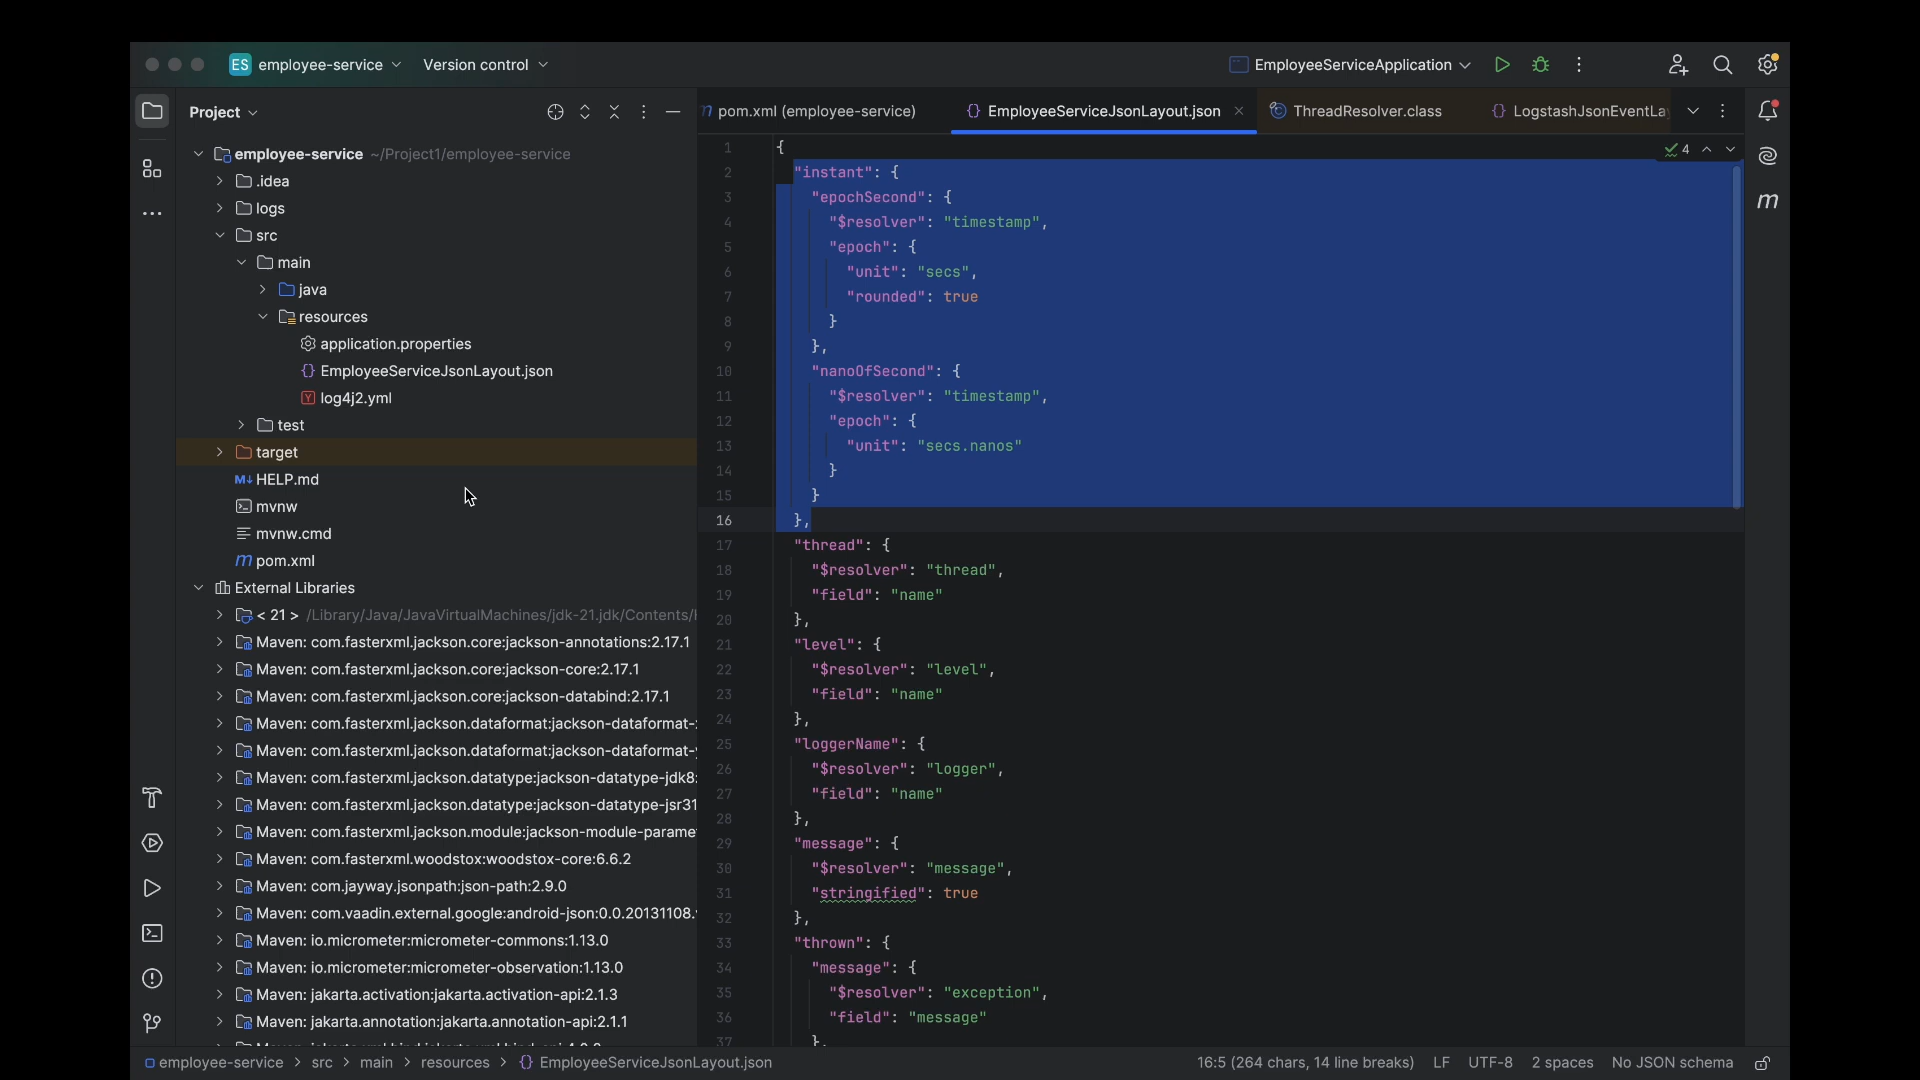 ES employee-service Version control EmployeeServiceApplication
Project
pom.xml (employee-service) EmployeeServiceJsonLayout.json ThreadResolver.class LogstashJsonEventLa
employee-service ~/Project1/employee-service
.idea
logs
src
main
java
resources
application.properties
EmployeeServiceJsonLayout.json
log4j2.yml
test
target
HELP.md
mvnw
mvnw.cmd
pom.xml
External Libraries
< 21 > /Library/Java/JavaVirtualMachines/jdk-21.jdk/Contents/
Maven: com.fasterxml.jackson.core:jackson-annotations:2.17.1
Maven: com.fasterxml.jackson.core:jackson-core:2.17.1
Maven: com.fasterxml.jackson.core:jackson-databind:2.17.1
Maven: com.fasterxml.jackson.dataformat:jackson-dataformat-
Maven: com.fasterxml.jackson.dataformat:jackson-dataformat-
Maven: com.fasterxml.jackson.datatype:jackson-datatype-jdk8:
Maven: com.fasterxml.jackson.datatype:jackson-datatype-jsr31
Maven: com.fasterxml.jackson.module:jackson-module-parame
Maven: com.fasterxml.woodstox:woodstox-core:6.6.2
Maven: com.jayway.jsonpath:json-path:2.9.0
Maven: com.vaadin.external.google:android-json:0.0.20131108.
Maven: io.micrometer:micrometer-commons:1.13.0
Maven: io.micrometer:micrometer-observation:1.13.0
Maven: jakarta.activation:jakarta.activation-api:2.1.3
Maven: jakarta.annotation:jakarta.annotation-api:2.1.1
4
1 {
2 "instant": {
3 "epochSecond": {
4 "$resolver": "timestamp",
5 "epoch": {
6 "unit": "secs",
7 "rounded": true
8 }
9 },
10 "nanoOfSecond": {
11 "$resolver": "timestamp",
12 "epoch": {
13 "unit": "secs.nanos"
14 }
15 }
16 },
17 "thread": {
18 "$resolver": "thread",
19 "field": "name"
20 },
21 "level": {
22 "$resolver": "level",
23 "field": "name"
24 },
25 "loggerName": {
26 "$resolver": "logger",
27 "field": "name"
28 },
29 "message": {
30 "$resolver": "message",
31 "stringified": true
32 },
33 "thrown": {
34 "message": {
35 "$resolver": "exception",
36 "field": "message"
37 },
employee-service > src > main > resources > EmployeeServiceJsonLayout.json 16:5 (264 chars, 14 line breaks) LF UTF-8 2 spaces No JSON schema